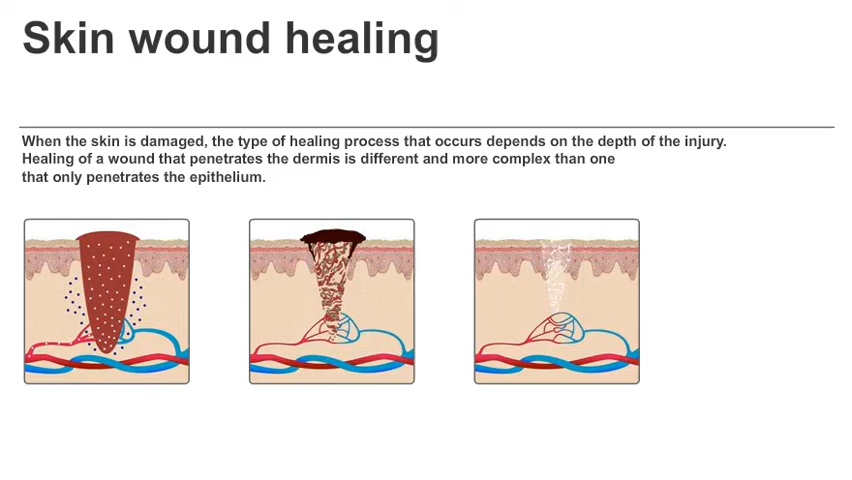 Skin wound healing
When the skin is damaged, the type of healing process that occurs depends on the depth of the injury.
Healing of a wound that penetrates the dermis is different and more complex than one
that only penetrates the epithelium.